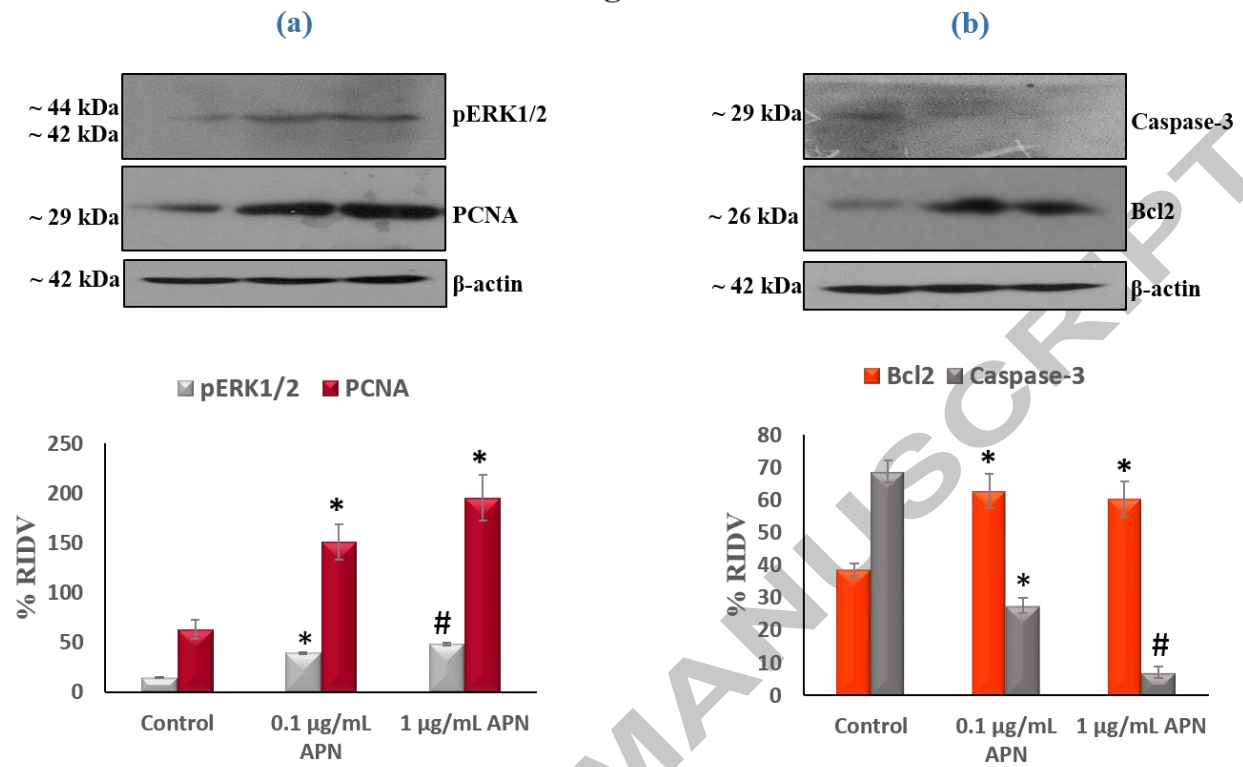 (a)
~ 44 kDa
~ 42 kDa
pERK1/2
~ 29 kDa
PCNA
~ 42 kDa
β-actin
pERK1/2 PCNA
250
200
150
100
50
0
% RIDV
*
*
*
#
Control
0.1 µg/mL
APN
1 µg/mL APN
(b)
~ 29 kDa
Caspase-3
~ 26 kDa
Bcl2
~ 42 kDa
β-actin
Bcl2 Caspase-3
80
70
60
50
40
30
20
10
0
% RIDV
*
*
*
#
Control
0.1 µg/mL
APN
1 µg/mL APN
MANUSCRIPT